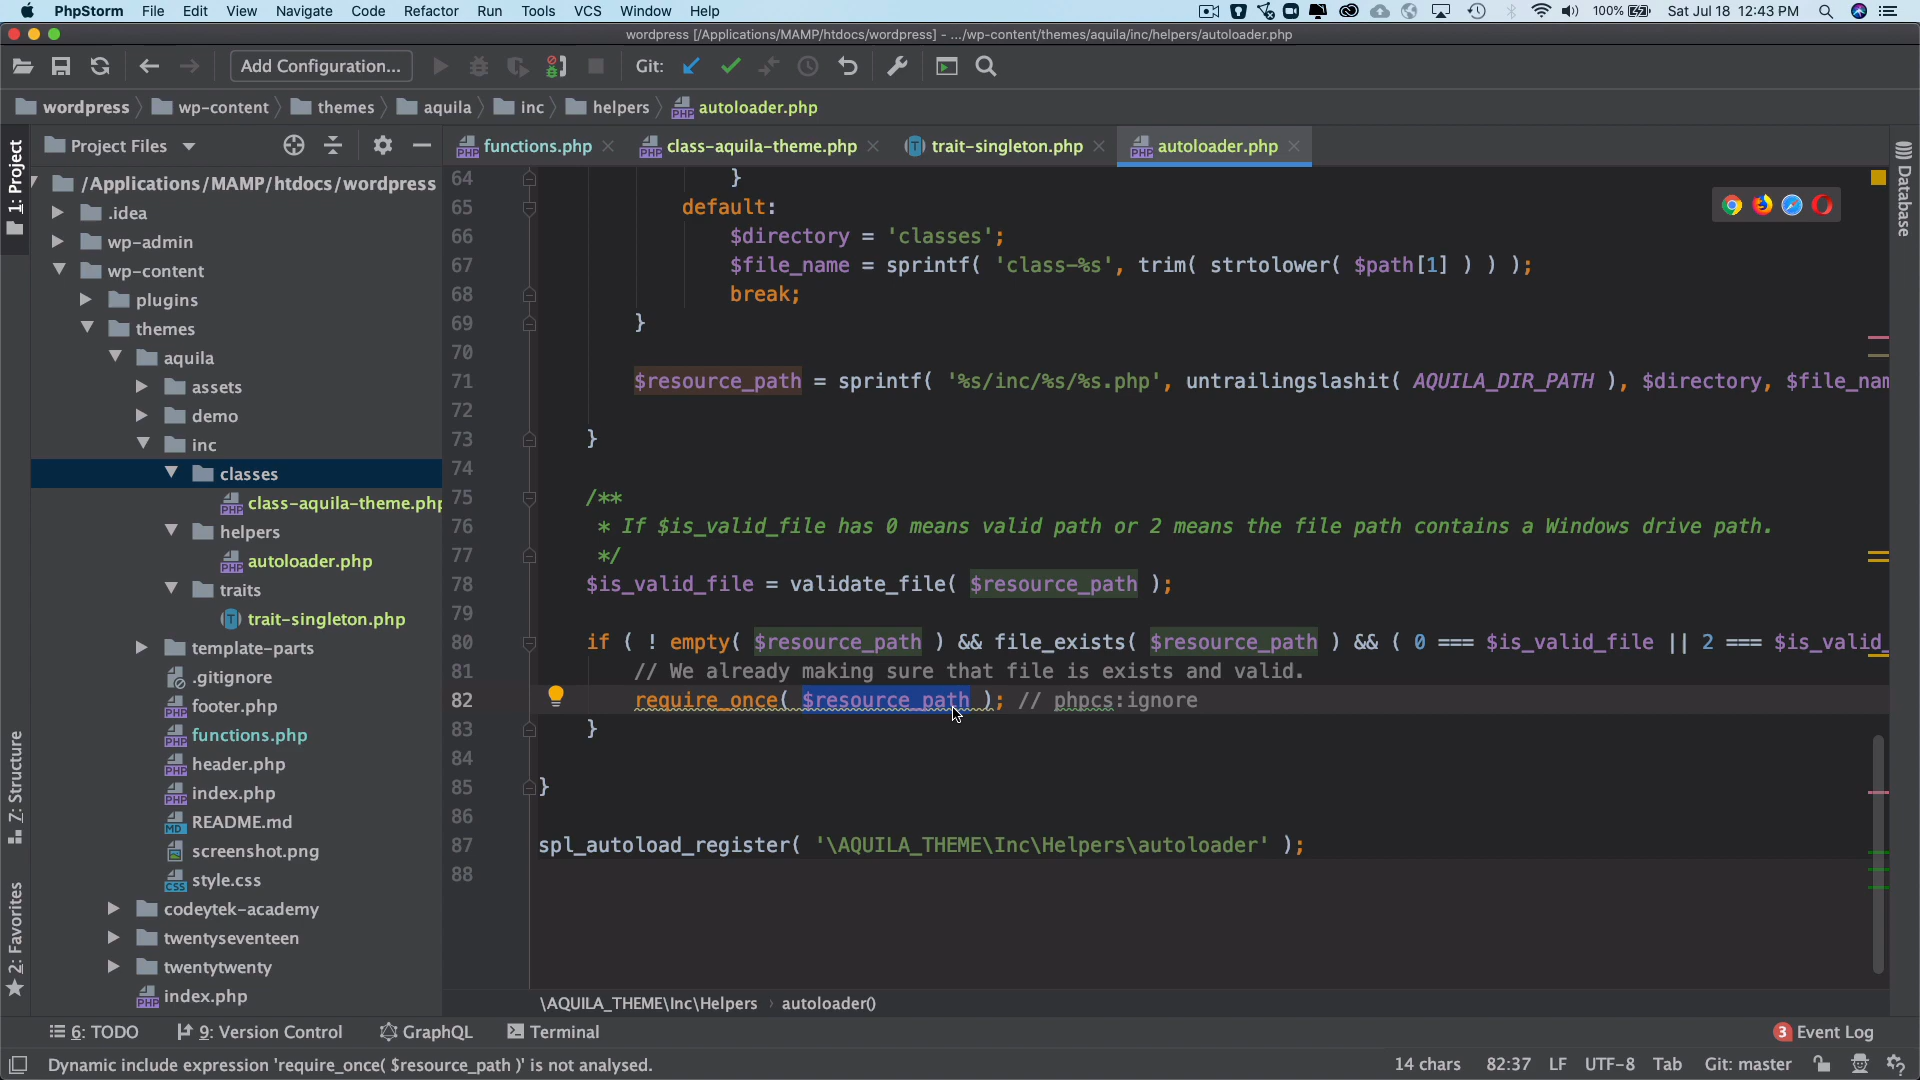 PhpStorm File Edit View Navigate Code Refactor Run Tools VCS Window Help 100% Sat Jul 18 12:43 PM
wordpress [/Applications/MAMP/htdocs/wordpress] - .../wp-content/themes/aquila/inc/helpers/autoloader.php
Add Configuration... Git:
wordpress wp-content themes aquila inc helpers autoloader.php
Project Files
functions.php class-aquila-theme.php trait-singleton.php autoloader.php
1: Project
Z: Structure
2: Favorites
Database
/Applications/MAMP/htdocs/wordpress
.idea
wp-admin
wp-content
plugins
themes
aquila
assets
demo
inc
classes
class-aquila-theme.php
helpers
autoloader.php
traits
trait-singleton.php
template-parts
.gitignore
footer.php
functions.php
header.php
index.php
README.md
screenshot.png
style.css
codeytek-academy
twentyseventeen
twentytwenty
index.php
64 }
65 default:
66 $directory = 'classes';
67 $file_name = sprintf( 'class-%s', trim( strtolower( $path[1] ) ) );
68 break;
69 }
70
71 $resource_path = sprintf( '%s/inc/%s/%s.php', untrailingslashit( AQUILA_DIR_PATH ), $directory, $file_nam
72
73 }
74
75 /**
76 * If $is_valid_file has 0 means valid path or 2 means the file path contains a Windows drive path.
77 */
78 $is_valid_file = validate_file( $resource_path );
79
80 if ( ! empty( $resource_path ) && file_exists( $resource_path ) && ( 0 === $is_valid_file || 2 === $is_valid_
81 // We already making sure that file is exists and valid.
82 require_once( $resource_path ); // phpcs:ignore
83 }
84
85 }
86
87 spl_autoload_register( '\AQUILA_THEME\Inc\Helpers\autoloader' );
88
\AQUILA_THEME\Inc\Helpers › autoloader()
6: TODO 9: Version Control GraphQL Terminal 3 Event Log
Dynamic include expression 'require_once( $resource_path )' is not analysed. 14 chars 82:37 LF UTF-8 Tab Git: master